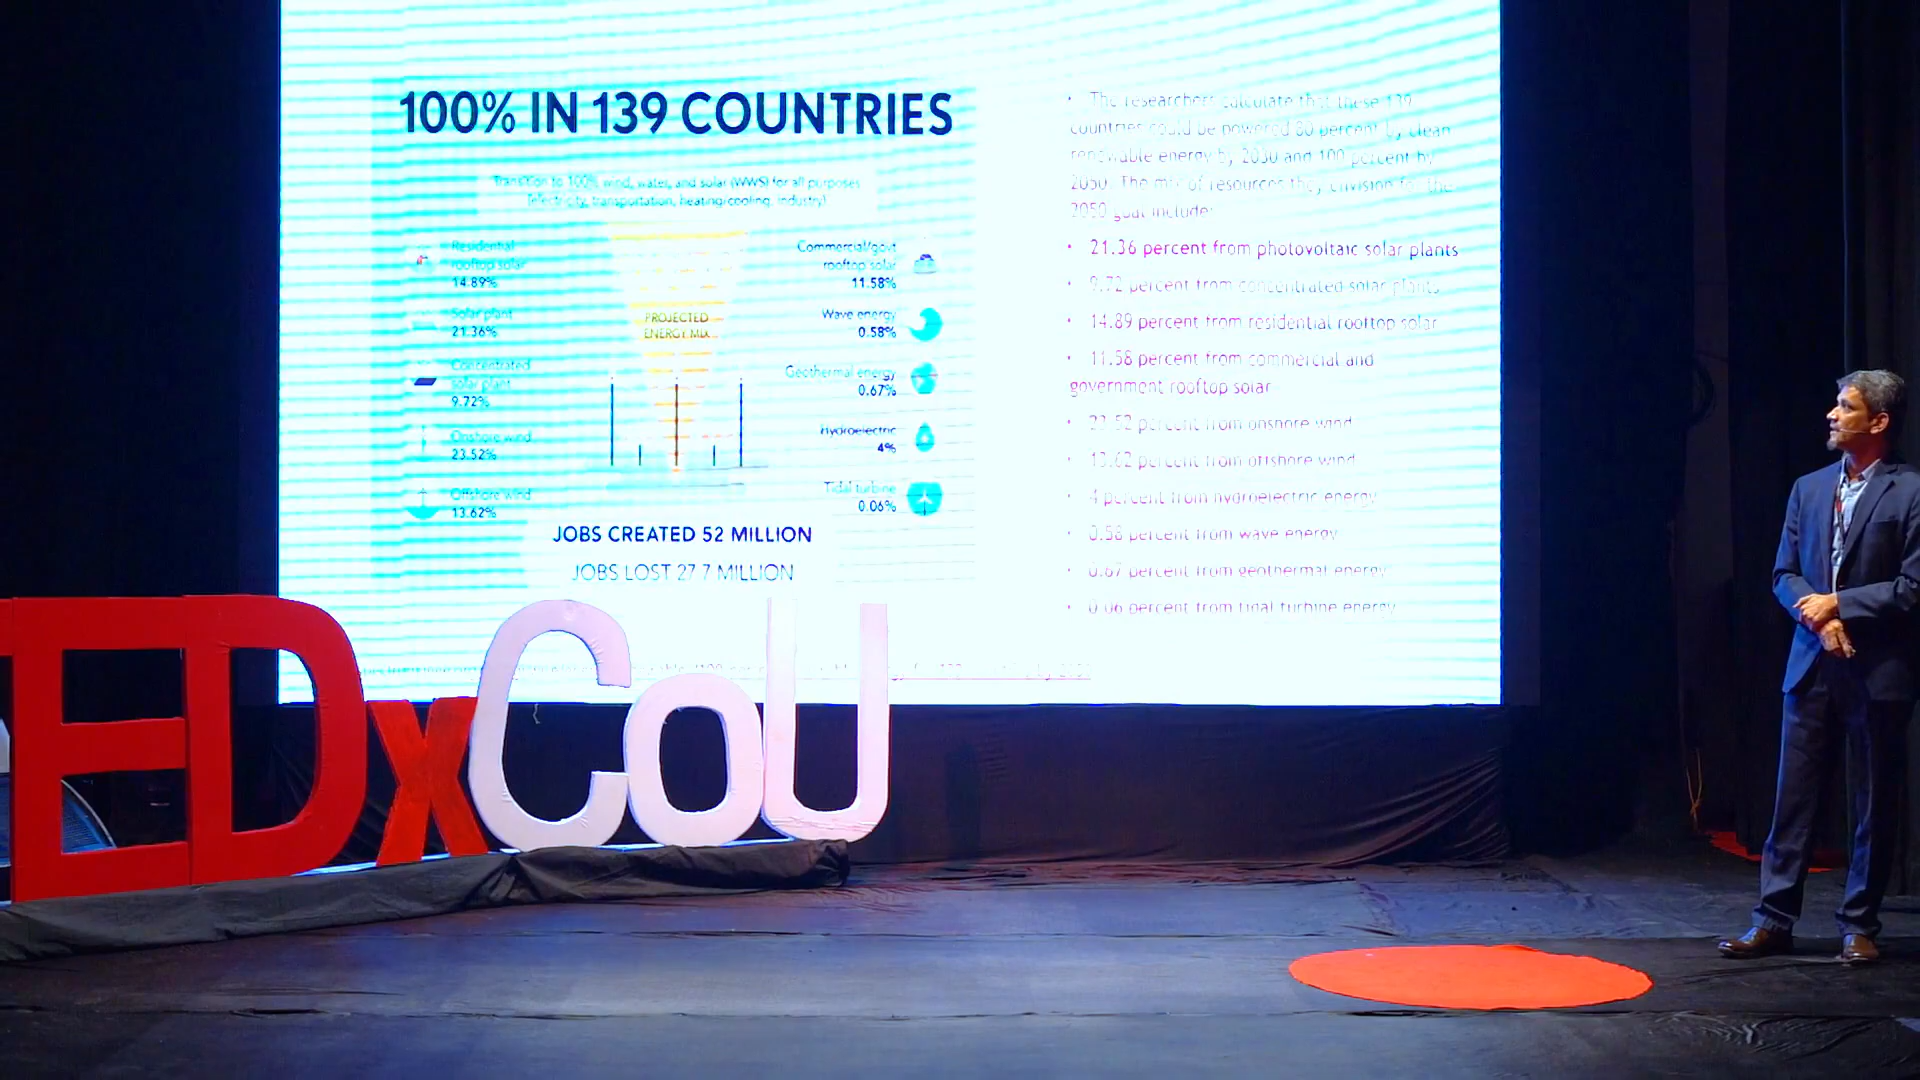 100% IN 139 COUNTRIES
Transition to 100% wind, water, and solar (WWS) for all purposes
(electricity, transportation, heating/cooling, industry)
Residential
rooftop solar
14.89%
Solar plant
21.36%
Concentrated
solar plant
9.72%
Onshore wind
23.52%
Offshore wind
13.62%
PROJECTED
ENERGY MIX
Commercial/govt
rooftop solar
11.58%
Wave energy
0.58%
Geothermal energy
0.67%
Hydroelectric
4%
Tidal turbine
0.06%
JOBS CREATED 52 MILLION
JOBS LOST 27.7 MILLION
• The researchers calculate that these 139
countries could be powered 80 percent by clean
renewable energy by 2030 and 100 percent by
2050. The mix of resources they envision for the
2050 goal include:
• 21.36 percent from photovoltaic solar plants
• 9.72 percent from concentrated solar plants
• 14.89 percent from residential rooftop solar
• 11.58 percent from commercial and
government rooftop solar
• 23.52 percent from onshore wind
• 13.62 percent from offshore wind
• 4 percent from hydroelectric energy
• 0.58 percent from wave energy
• 0.67 percent from geothermal energy
• 0.06 percent from tidal turbine energy
TEDxCoU